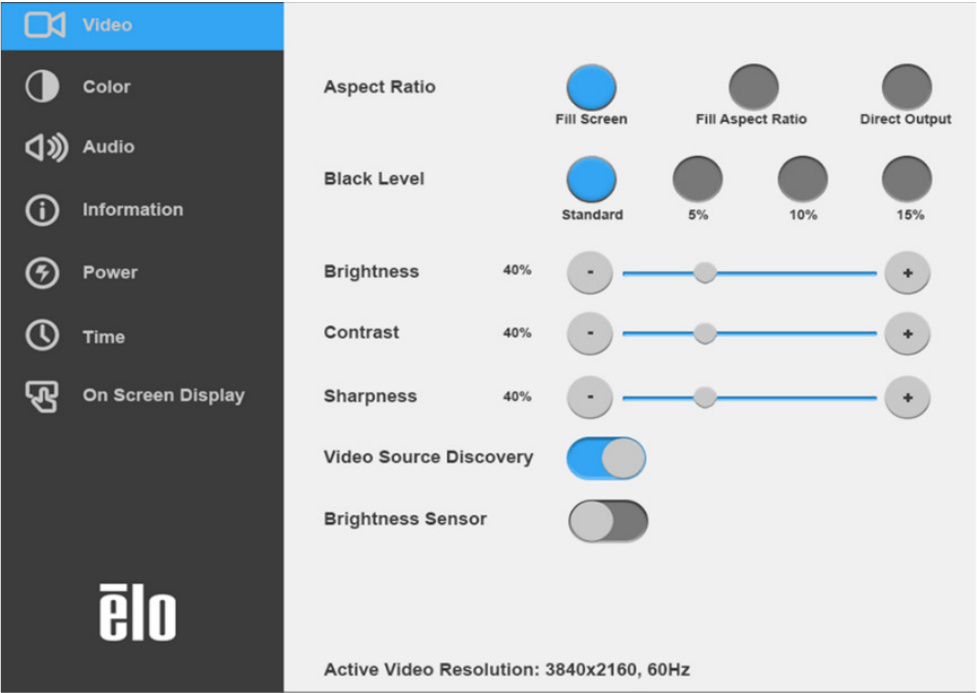 Video
Color
Audio
Information
Power
Time
On Screen Display
ēlo
Aspect Ratio
Fill Screen
Fill Aspect Ratio
Direct Output
Black Level
Standard
5%
10%
15%
Brightness 40% - +
Contrast 40% - +
Sharpness 40% - +
Video Source Discovery
Brightness Sensor
Active Video Resolution: 3840x2160, 60Hz